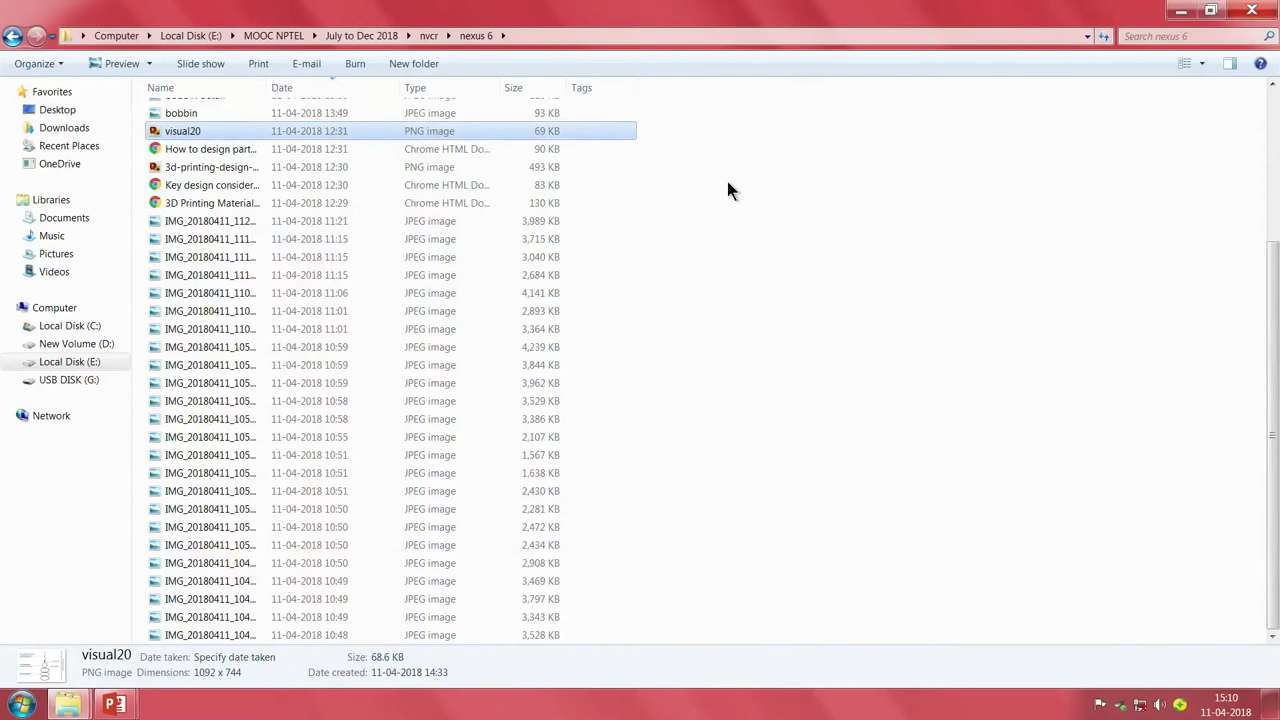 Computer Local Disk (E:) MOOC NPTEL July to Dec 2018 nvcr nexus 6 Search nexus 6
Organize Preview Slide show Print E-mail Burn New folder
Favorites
Desktop
Downloads
Recent Places
OneDrive
Libraries
Documents
Music
Pictures
Videos
Computer
Local Disk (C:)
New Volume (D:)
Local Disk (E:)
USB DISK (G:)
Network
Name Date Type Size Tags
bobbin 11-04-2018 13:49 JPEG image 93 KB
visual20 11-04-2018 12:31 PNG image 69 KB
How to design part... 11-04-2018 12:31 Chrome HTML Do... 90 KB
3d-printing-design-... 11-04-2018 12:30 PNG image 493 KB
Key design consider... 11-04-2018 12:30 Chrome HTML Do... 83 KB
3D Printing Material... 11-04-2018 12:29 Chrome HTML Do... 130 KB
IMG_20180411_112... 11-04-2018 11:21 JPEG image 3,989 KB
IMG_20180411_111... 11-04-2018 11:15 JPEG image 3,715 KB
IMG_20180411_111... 11-04-2018 11:15 JPEG image 3,040 KB
IMG_20180411_111... 11-04-2018 11:15 JPEG image 2,684 KB
IMG_20180411_110... 11-04-2018 11:06 JPEG image 4,141 KB
IMG_20180411_110... 11-04-2018 11:01 JPEG image 2,893 KB
IMG_20180411_110... 11-04-2018 11:01 JPEG image 3,364 KB
IMG_20180411_105... 11-04-2018 10:59 JPEG image 4,239 KB
IMG_20180411_105... 11-04-2018 10:59 JPEG image 3,844 KB
IMG_20180411_105... 11-04-2018 10:59 JPEG image 3,962 KB
IMG_20180411_105... 11-04-2018 10:58 JPEG image 3,529 KB
IMG_20180411_105... 11-04-2018 10:58 JPEG image 3,386 KB
IMG_20180411_105... 11-04-2018 10:55 JPEG image 2,107 KB
IMG_20180411_105... 11-04-2018 10:51 JPEG image 1,567 KB
IMG_20180411_105... 11-04-2018 10:51 JPEG image 1,638 KB
IMG_20180411_105... 11-04-2018 10:51 JPEG image 2,430 KB
IMG_20180411_105... 11-04-2018 10:50 JPEG image 2,281 KB
IMG_20180411_105... 11-04-2018 10:50 JPEG image 2,472 KB
IMG_20180411_105... 11-04-2018 10:50 JPEG image 2,434 KB
IMG_20180411_104... 11-04-2018 10:50 JPEG image 2,908 KB
IMG_20180411_104... 11-04-2018 10:49 JPEG image 3,469 KB
IMG_20180411_104... 11-04-2018 10:49 JPEG image 3,797 KB
IMG_20180411_104... 11-04-2018 10:49 JPEG image 3,343 KB
IMG_20180411_104... 11-04-2018 10:48 JPEG image 3,528 KB
visual20 Date taken: Specify date taken Size: 68.6 KB
PNG image Dimensions: 1092 x 744 Date created: 11-04-2018 14:33
15:10
11-04-2018